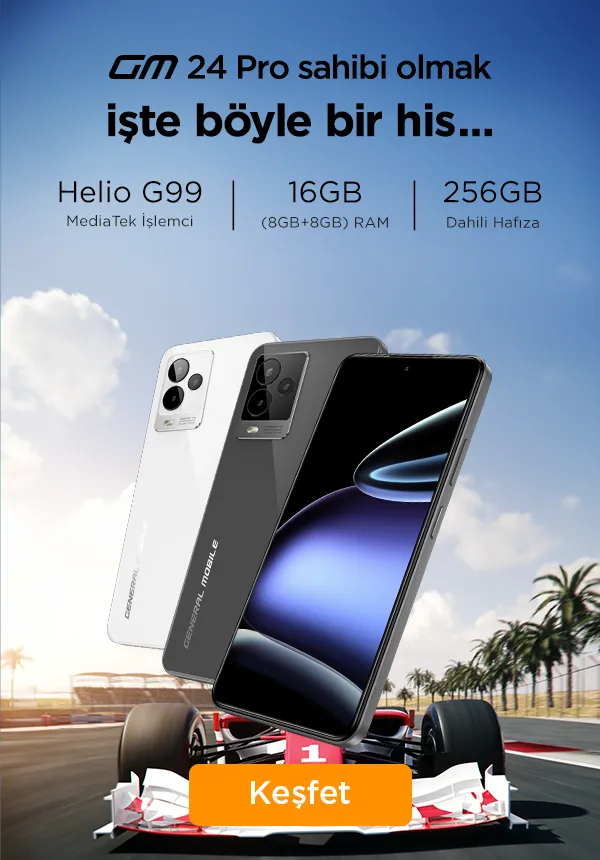 GM 24 Pro sahibi olmak
işte böyle bir his...
Helio G99
MediaTek İşlemci
16GB
(8GB+8GB) RAM
256GB
Dahili Hafıza
GENERAL MOBILE
GENERAL MOBILE
1
Keşfet